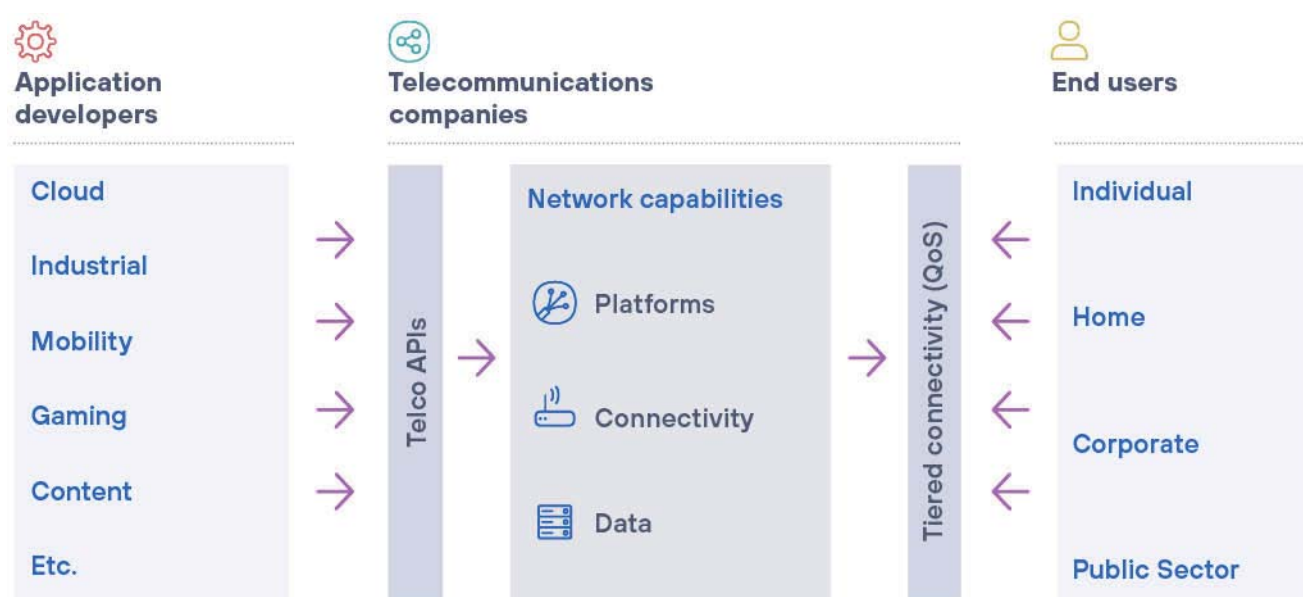 Application
developers
Telecommunications
companies
End users
Cloud
Industrial
Mobility
Gaming
Content
Etc.
Telco APIs
Network capabilities
Platforms
Connectivity
Data
Tiered connectivity (QoS)
Individual
Home
Corporate
Public Sector